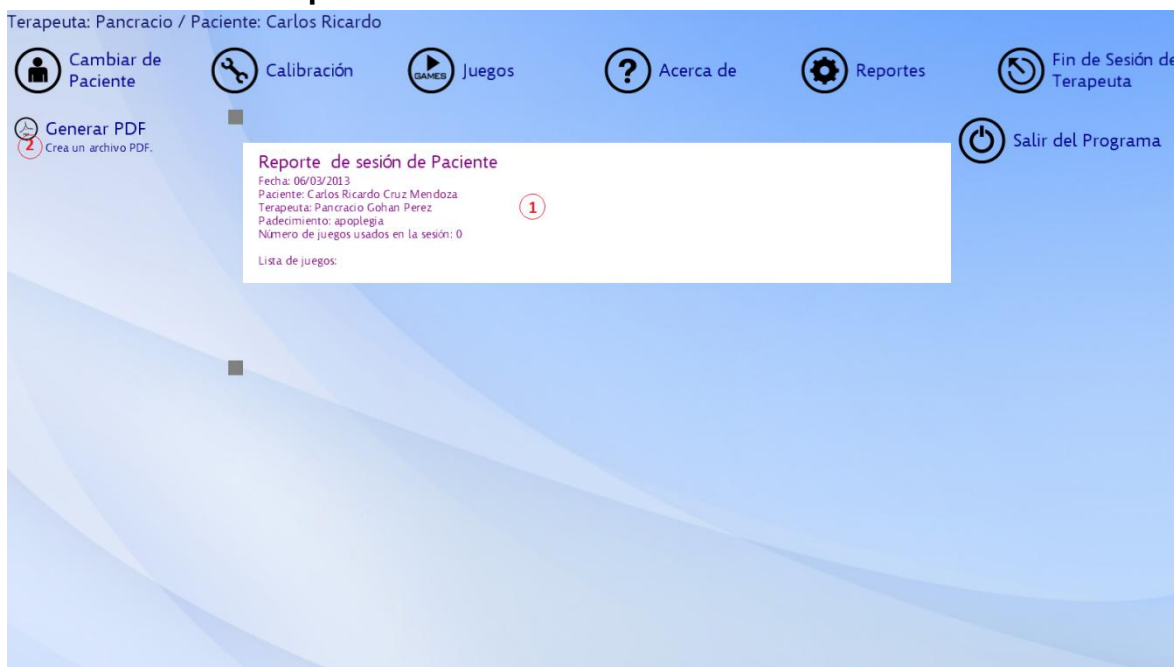 Terapeuta: Pancracio / Paciente: Carlos Ricardo
Cambiar de
Paciente
Calibración
GAMES
Juegos
?
Acerca de
Reportes
Fin de Sesión de
Terapeuta
Generar PDF
2
Crea un archivo PDF.
Salir del Programa
Reporte de sesión de Paciente
Fecha: 06/03/2013
Paciente: Carlos Ricardo Cruz Mendoza
Terapeuta: Pancracio Gohan Perez
1
Padecimiento: apoplegia
Número de juegos usados en la sesión: 0
Lista de juegos: